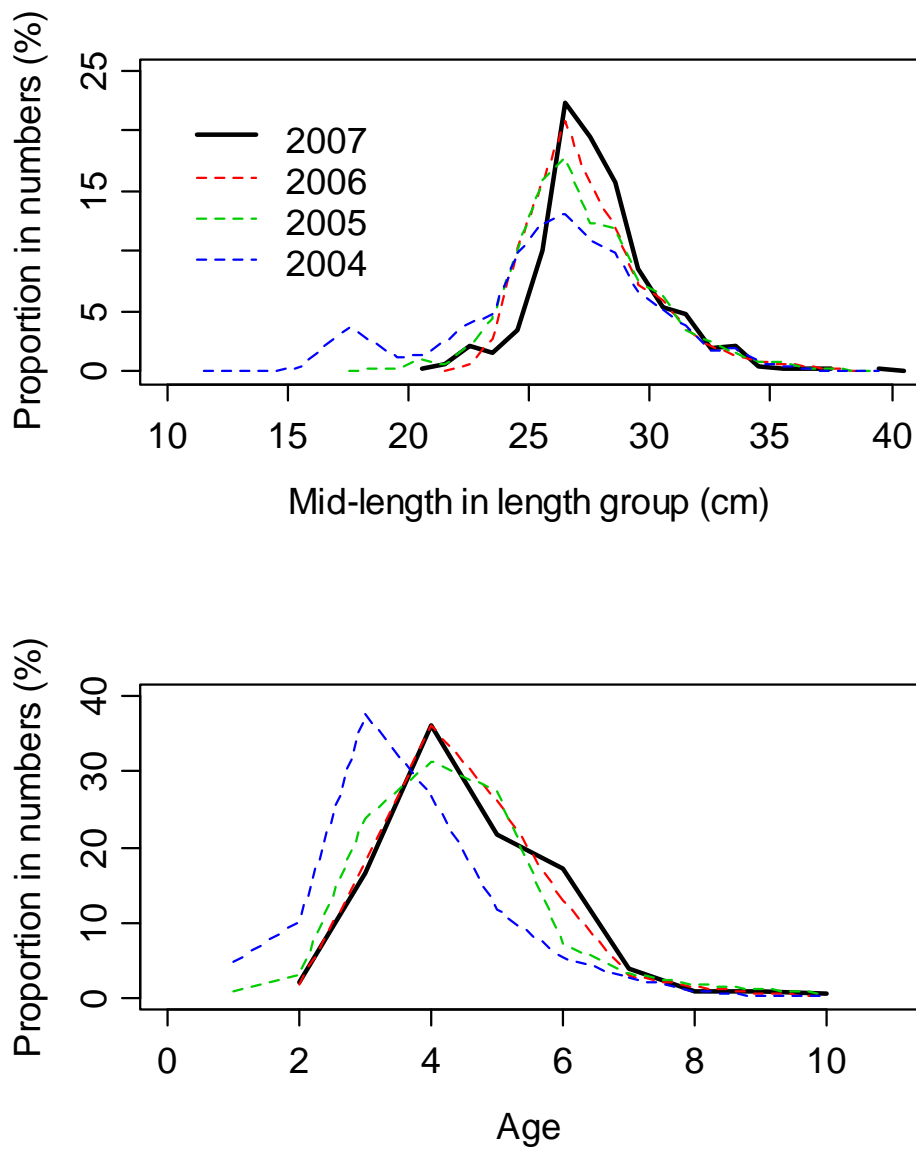 Proportion in numbers (%)
25
15
5
0
2007
2006
2005
2004
10 15 20 25 30 35 40
Mid-length in length group (cm)
Proportion in numbers (%)
40
30
20
10
0
0 2 4 6 8 10
Age